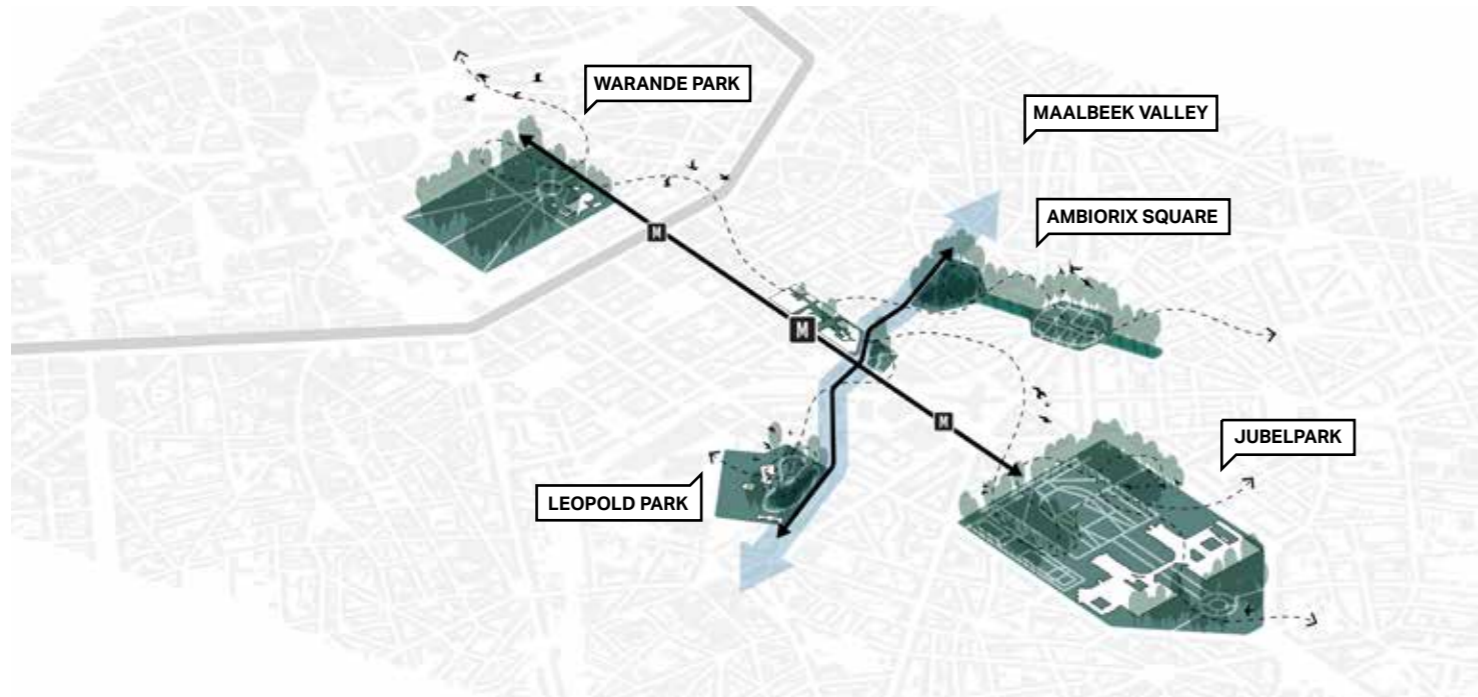 WARANDE PARK
MAALBEEK VALLEY
AMBIORIX SQUARE
M
M
M
JUBELPARK
LEOPOLD PARK